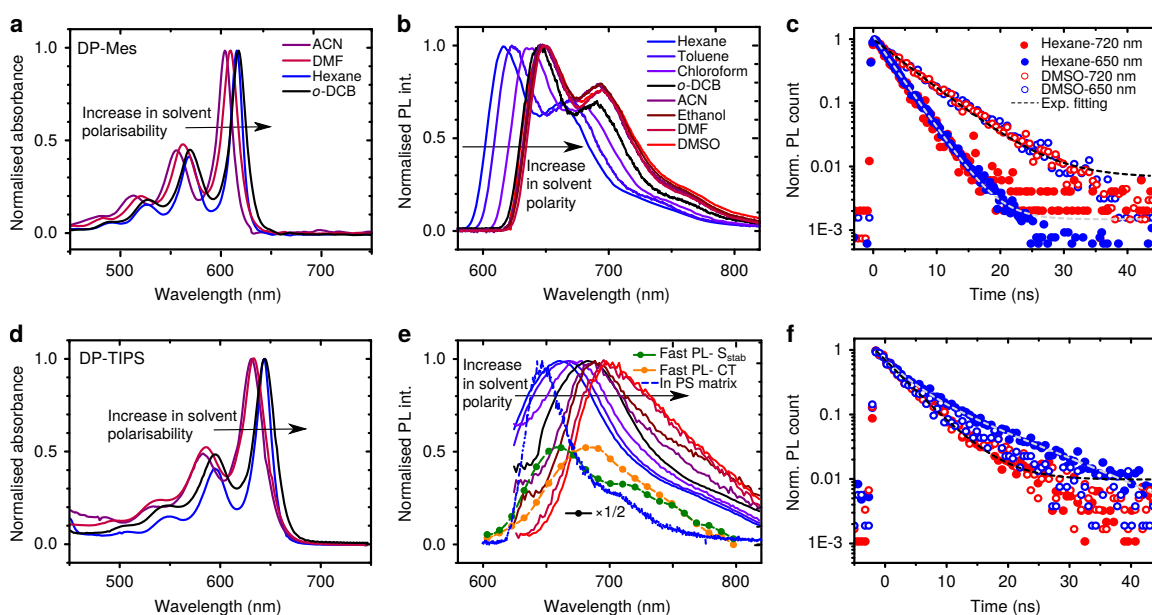 a
DP-Mes
ACN
DMF
Hexane
o-DCB
Increase in solvent
polarisability
Normalised absorbance
1.0
0.5
0.0
500
600
700
Wavelength (nm)
b
Hexane
Toluene
Chloroform
o-DCB
ACN
Ethanol
DMF
DMSO
Increase
in solvent
polarity
Normalised PL int.
1.0
0.5
0.0
600
700
800
Wavelength (nm)
c
Hexane-720 nm
Hexane-650 nm
DMSO-720 nm
DMSO-650 nm
Exp. fitting
Norm. PL count
1
0.1
0.01
1E-3
0
10
20
30
40
Time (ns)
d
DP-TIPS
Increase in solvent
polarisability
Normalised absorbance
1.0
0.5
0.0
500
600
700
Wavelength (nm)
e
Fast PL- Sstab
Fast PL- CT
In PS matrix
Increase
in solvent
polarity
×1/2
Normalised PL int.
1.0
0.5
0.0
600
700
800
Wavelength (nm)
f
Norm. PL count
1
0.1
0.01
1E-3
0
10
20
30
40
Time (ns)